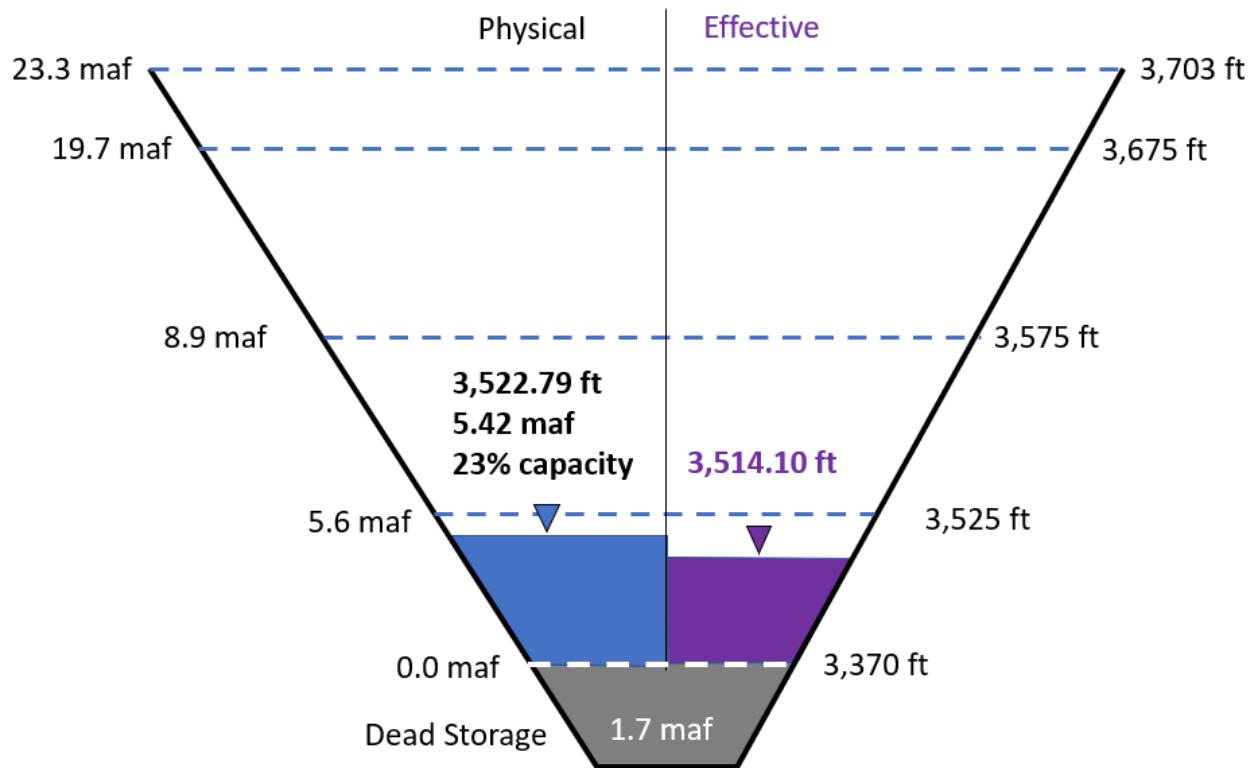 Physical
Effective
23.3 maf
3,703 ft
19.7 maf
3,675 ft
8.9 maf
3,575 ft
3,522.79 ft
5.42 maf
23% capacity
3,514.10 ft
5.6 maf
3,525 ft
0.0 maf
3,370 ft
Dead Storage
1.7 maf